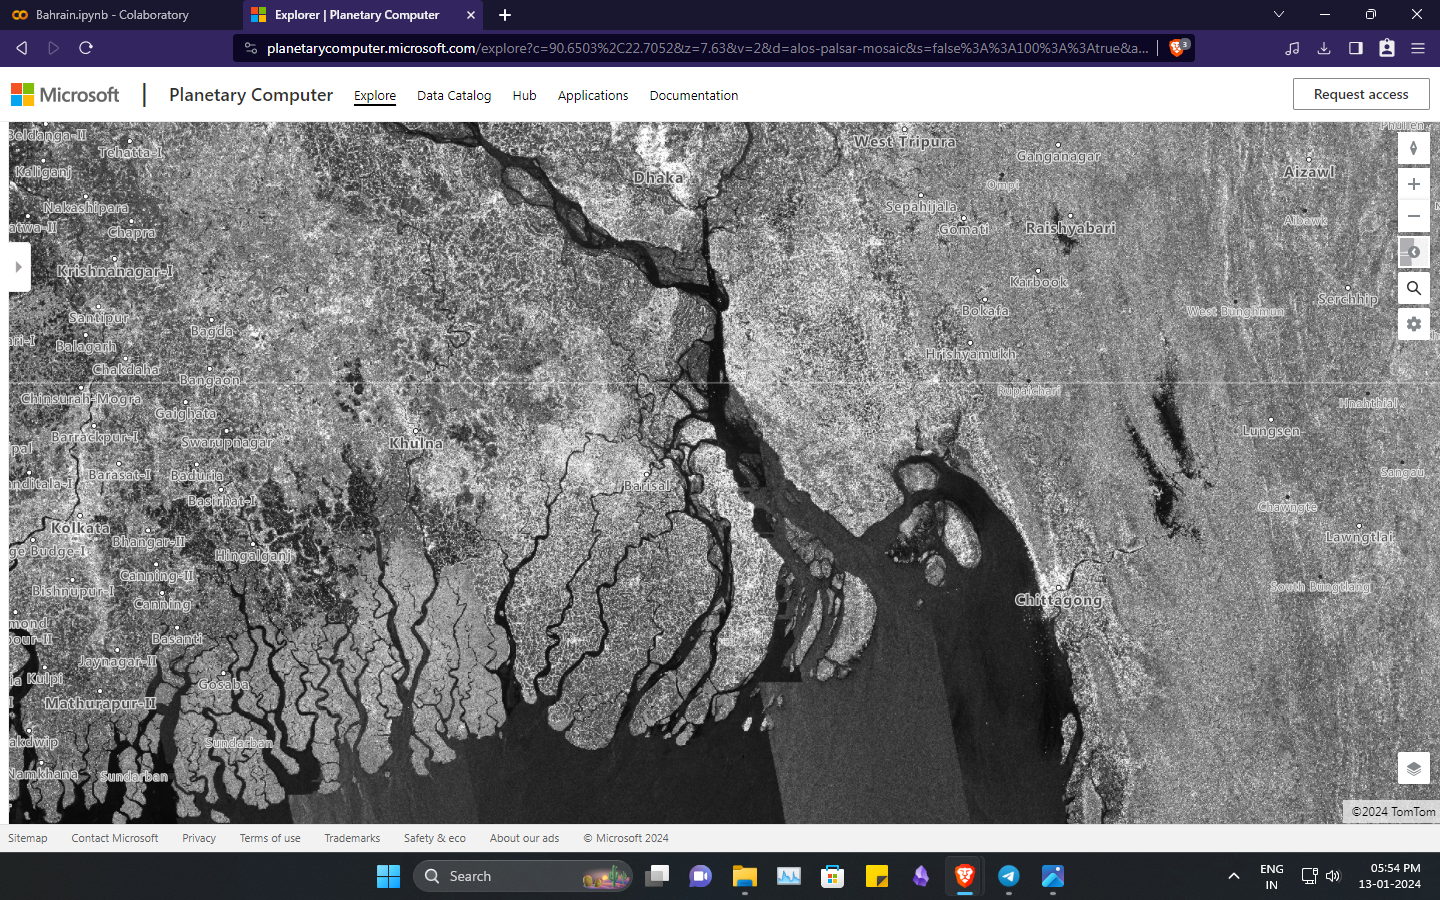 Bahrain.ipynb - Colaboratory
Explorer | Planetary Computer
planetarycomputer.microsoft.com/explore?c=90.6503%2C22.7052&z=7.63&v=2&d=alos-palsar-mosaic&s=false%3A%3A100%3A%3Atrue&a...
3
Microsoft
Planetary Computer
Explore
Data Catalog
Hub
Applications
Documentation
Request access
Beldanga-II
Tehatta-I
Kaliganj
Nakashipara
atwa-II
Chapra
Krishnanagar-I
Santipur
ari-I
Balagarh
Bagda
Chakdaha
Bangaon
Chinsurah-Mogra
Gaighata
Barrackpur-I
Swarupnagar
pal
Barasat-I
Baduria
anditala-I
Basirhat-I
Kolkata
ge Budge-I
Bhangar-II
Hingalganj
Canning-II
Bishnupur-I
Canning
mond
our-II
Basanti
Jaynagar-II
Kulpi
Gosaba
Mathurapur-II
akdwip
Sundarban
Namkhana
Sundarban
Dhaka
Khulna
Barisal
West Tripura
Phullen
Ganganagar
Aizawl
Ompi
Sepahijala
Gomati
Raishyabari
Aibawk
Karbook
Bokafa
West Bunghmun
Serchhip
Hrishyamukh
Rupaichari
Hnahthial
Lungsen
Sangau
Chawngte
Lawngtlai
South Bungtlang
Chittagong
©2024 TomTom
Sitemap
Contact Microsoft
Privacy
Terms of use
Trademarks
Safety & eco
About our ads
© Microsoft 2024
Search
ENG
IN
05:54 PM
13-01-2024